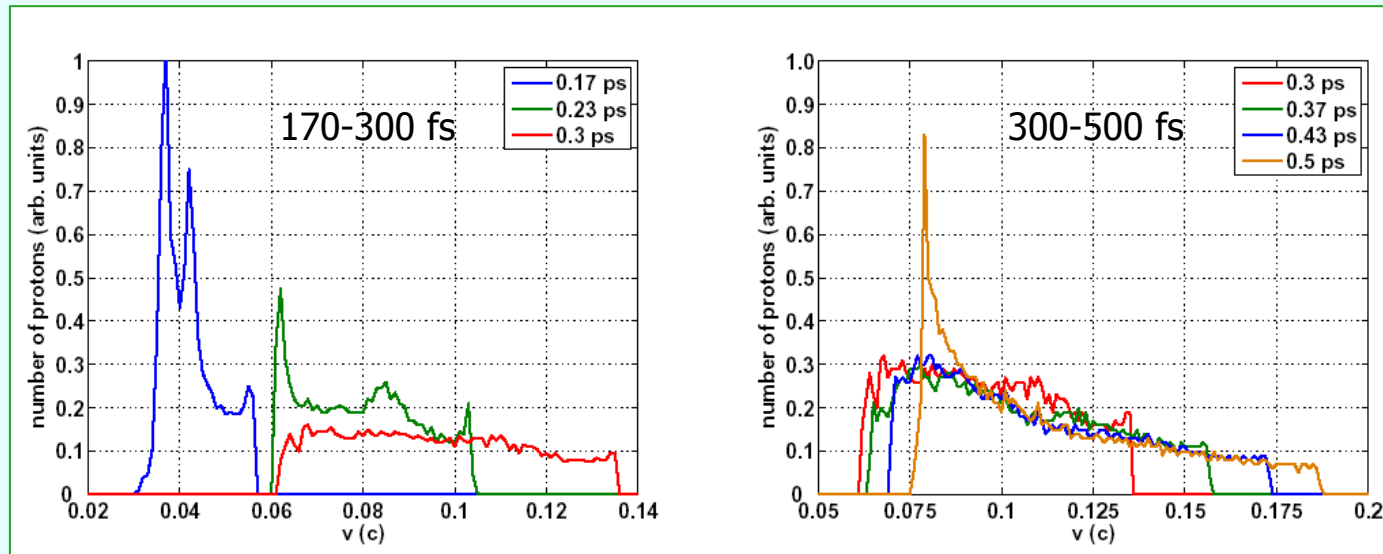 number of protons (arb. units)
1
0.9
0.8
0.7
0.6
0.5
0.4
0.3
0.2
0.1
0
0.02
0.04
0.06
0.08
0.1
0.12
0.14
v (c)
170-300 fs
0.17 ps
0.23 ps
0.3 ps
number of protons (arb. units)
1.0
0.9
0.8
0.7
0.6
0.5
0.4
0.3
0.2
0.1
0
0.05
0.075
0.1
0.125
0.15
0.175
0.2
v (c)
300-500 fs
0.3 ps
0.37 ps
0.43 ps
0.5 ps